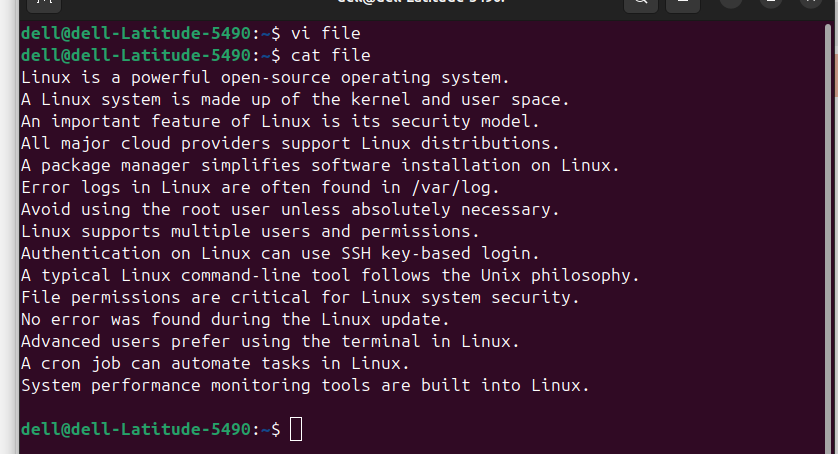 dell@dell-Latitude-5490:~$ vi file
dell@dell-Latitude-5490:~$ cat file
Linux is a powerful open-source operating system.
A Linux system is made up of the kernel and user space.
An important feature of Linux is its security model.
All major cloud providers support Linux distributions.
A package manager simplifies software installation on Linux.
Error logs in Linux are often found in /var/log.
Avoid using the root user unless absolutely necessary.
Linux supports multiple users and permissions.
Authentication on Linux can use SSH key-based login.
A typical Linux command-line tool follows the Unix philosophy.
File permissions are critical for Linux system security.
No error was found during the Linux update.
Advanced users prefer using the terminal in Linux.
A cron job can automate tasks in Linux.
System performance monitoring tools are built into Linux.
dell@dell-Latitude-5490:~$